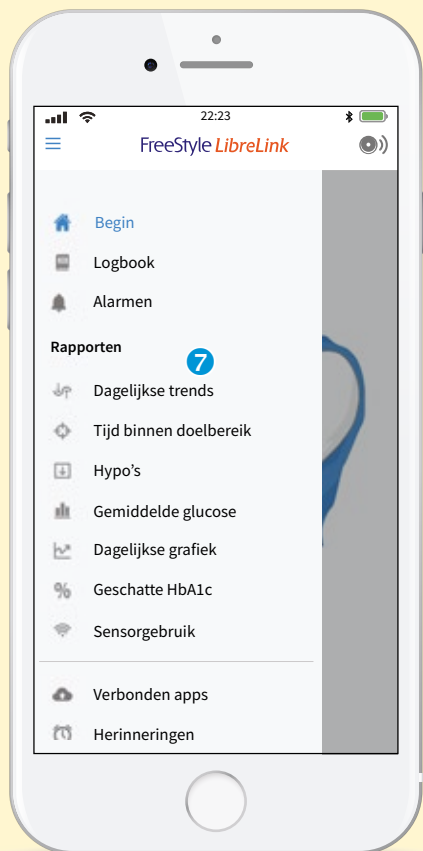 22:23
FreeStyle LibreLink
Begin
Logbook
Alarmen
Rapporten
7
Dagelijkse trends
Tijd binnen doelbereik
Hypo's
Gemiddelde glucose
Dagelijkse grafiek
% Geschatte HbA1c
Sensorgebruik
Verbonden apps
Herinneringen